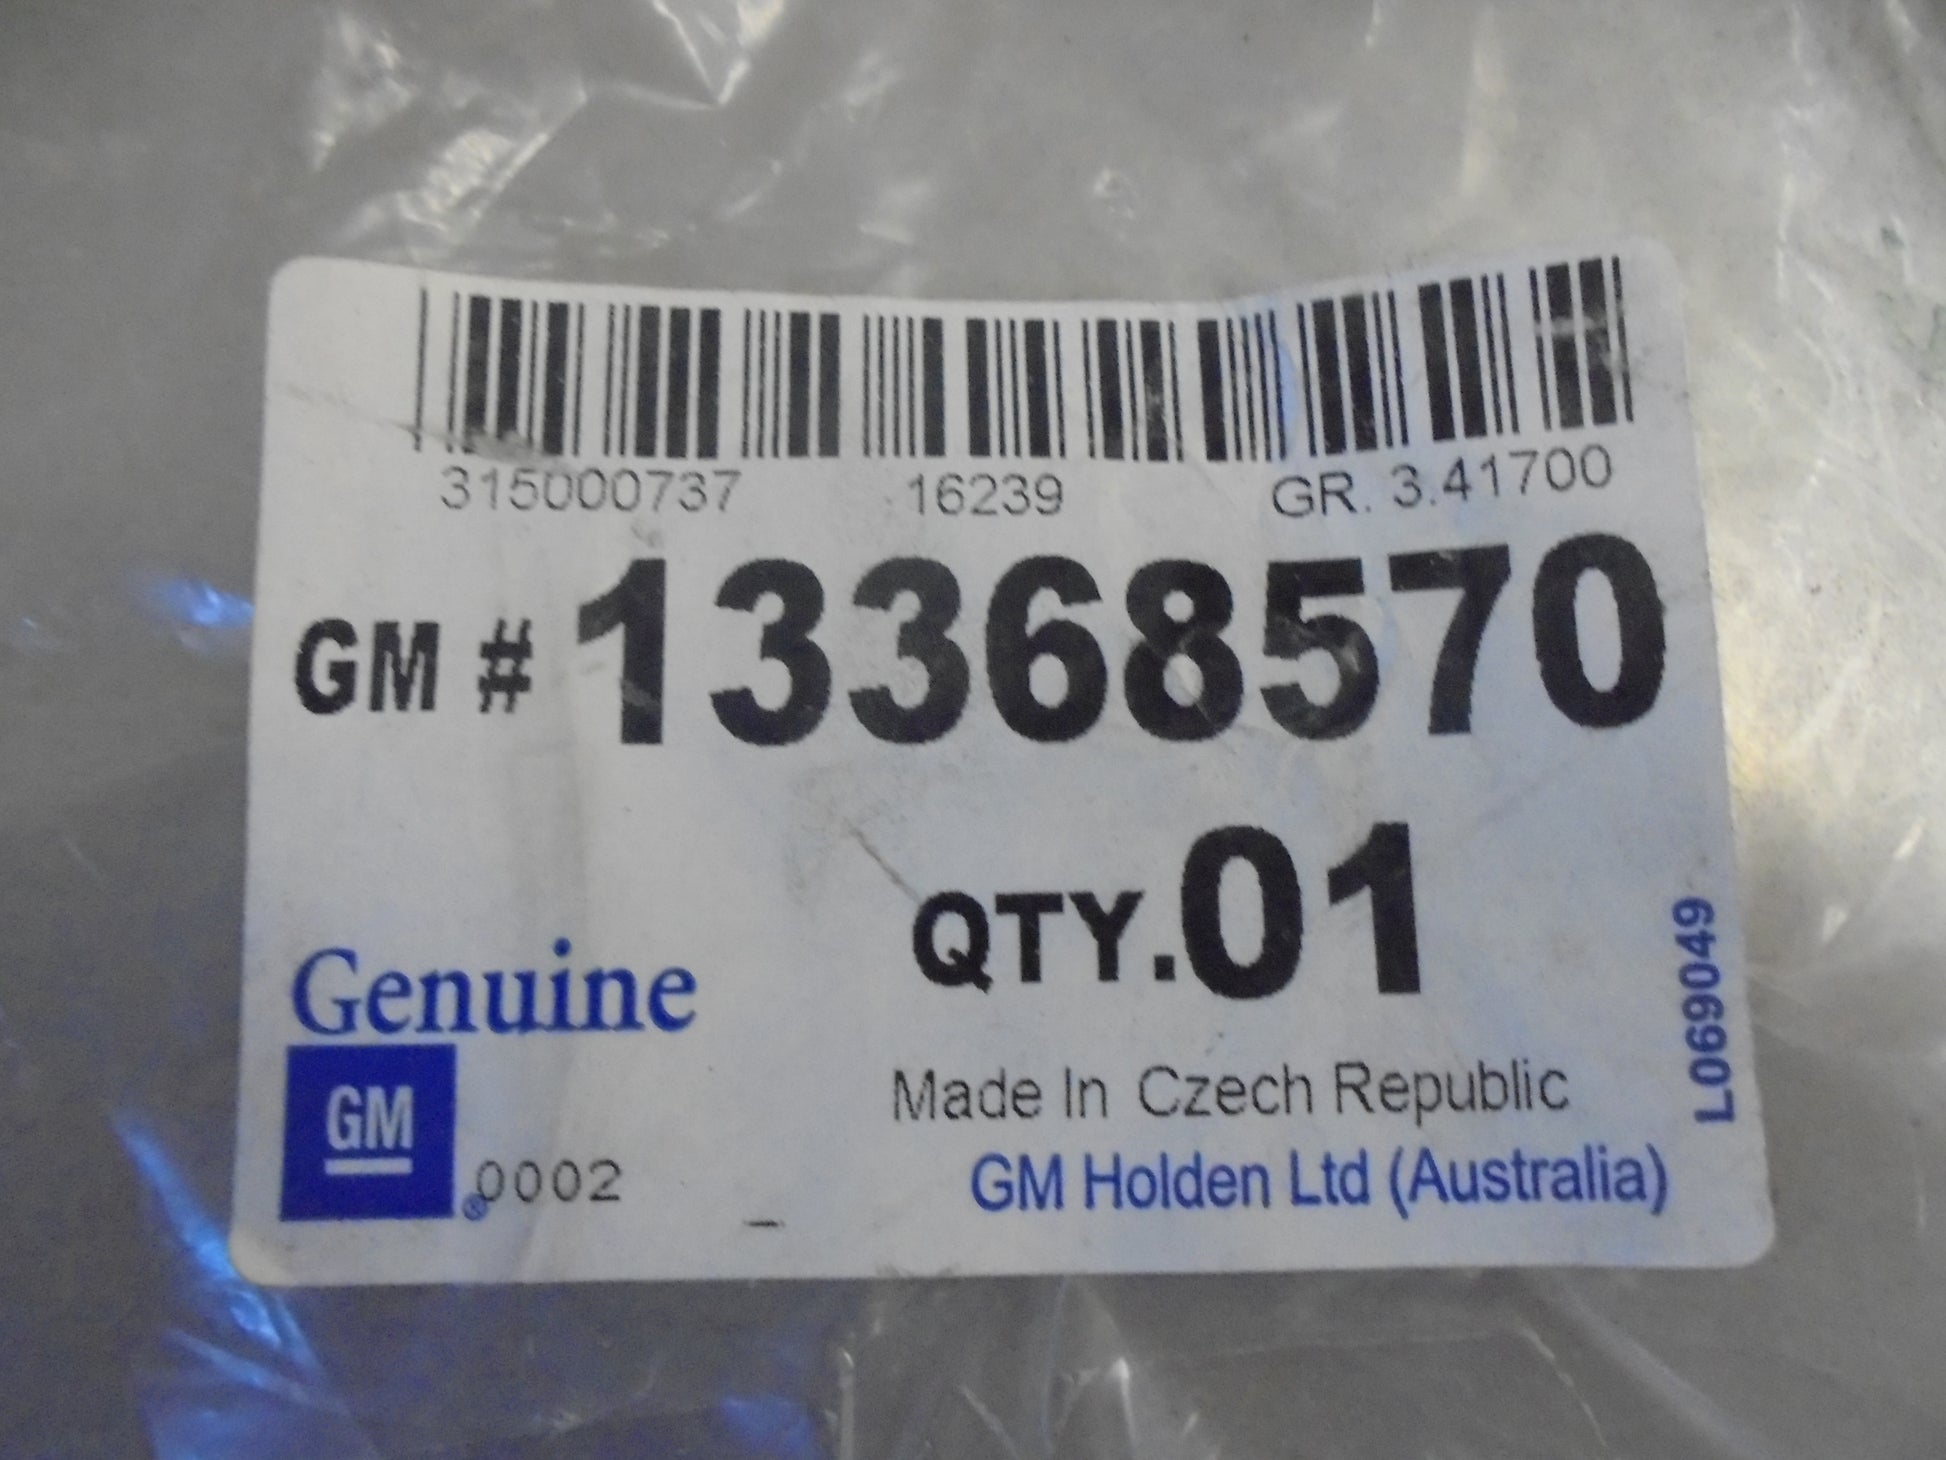 315000737 16239 GR. 3.41700
GM # 13368570
QTY.01
Genuine
GM
®0002
Made In Czech Republic
GM Holden Ltd (Australia)
L069049